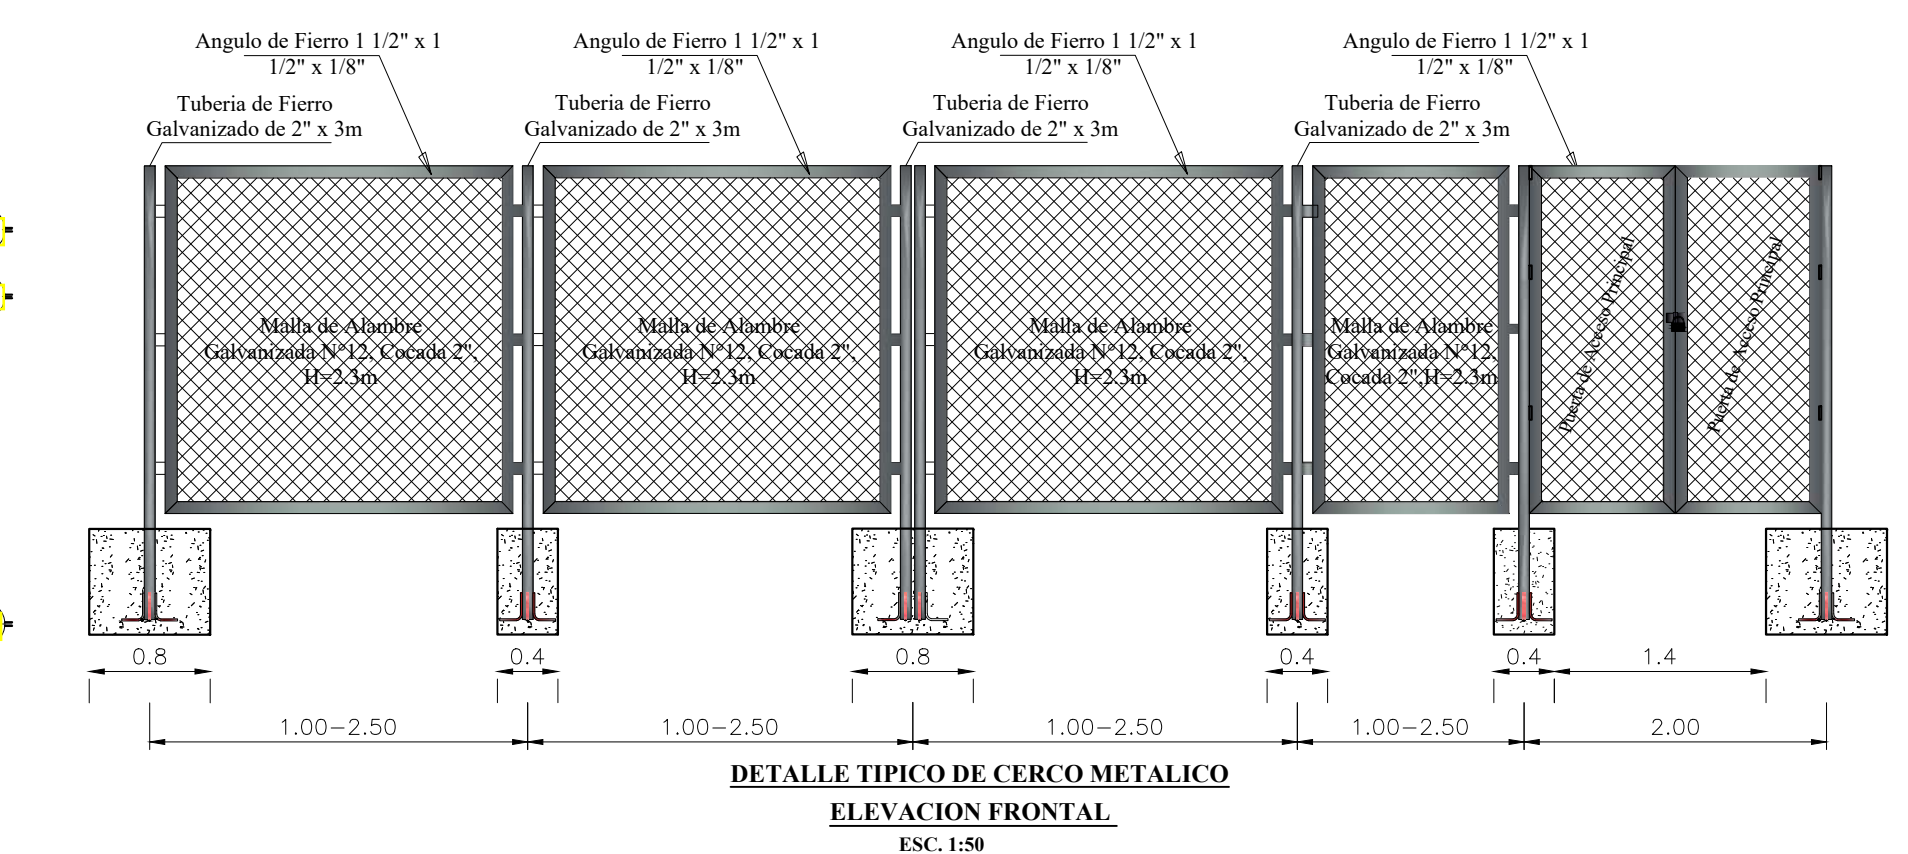 Angulo de Fierro 1 1/2" x 1
1/2" x 1/8"
Tuberia de Fierro
Galvanizado de 2" x 3m
Angulo de Fierro 1 1/2" x 1
1/2" x 1/8"
Tuberia de Fierro
Galvanizado de 2" x 3m
Angulo de Fierro 1 1/2" x 1
1/2" x 1/8"
Tuberia de Fierro
Galvanizado de 2" x 3m
Angulo de Fierro 1 1/2" x 1
1/2" x 1/8"
Tuberia de Fierro
Galvanizado de 2" x 3m
Malla de Alambre
Galvanizada N°12, Cocada 2",
H=2.3m
Malla de Alambre
Galvanizada N°12, Cocada 2",
H=2.3m
Malla de Alambre
Galvanizada N°12, Cocada 2",
H=2.3m
Malla de Alambre
Galvanizada N°12,
Cocada 2",H=2.3m
Puerta de Acceso Principal
Puerta de Acceso Principal
0.8
0.4
0.8
0.4
0.4
1.4
1.00-2.50
1.00-2.50
1.00-2.50
1.00-2.50
2.00
DETALLE TIPICO DE CERCO METALICO
ELEVACION FRONTAL
ESC. 1:50